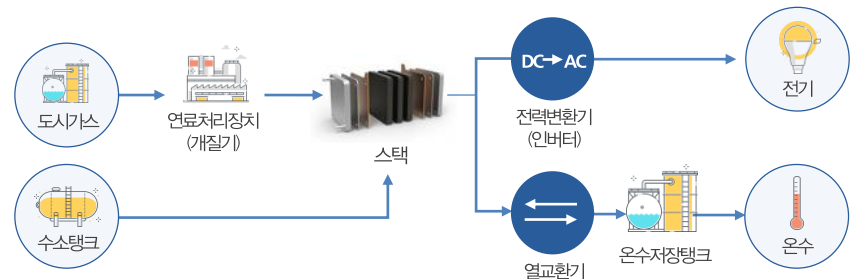 도시가스
연료처리장치
(개질기)
스택
DC→AC
전력변환기
(인버터)
전기
수소탱크
열교환기
온수저장탱크
온수